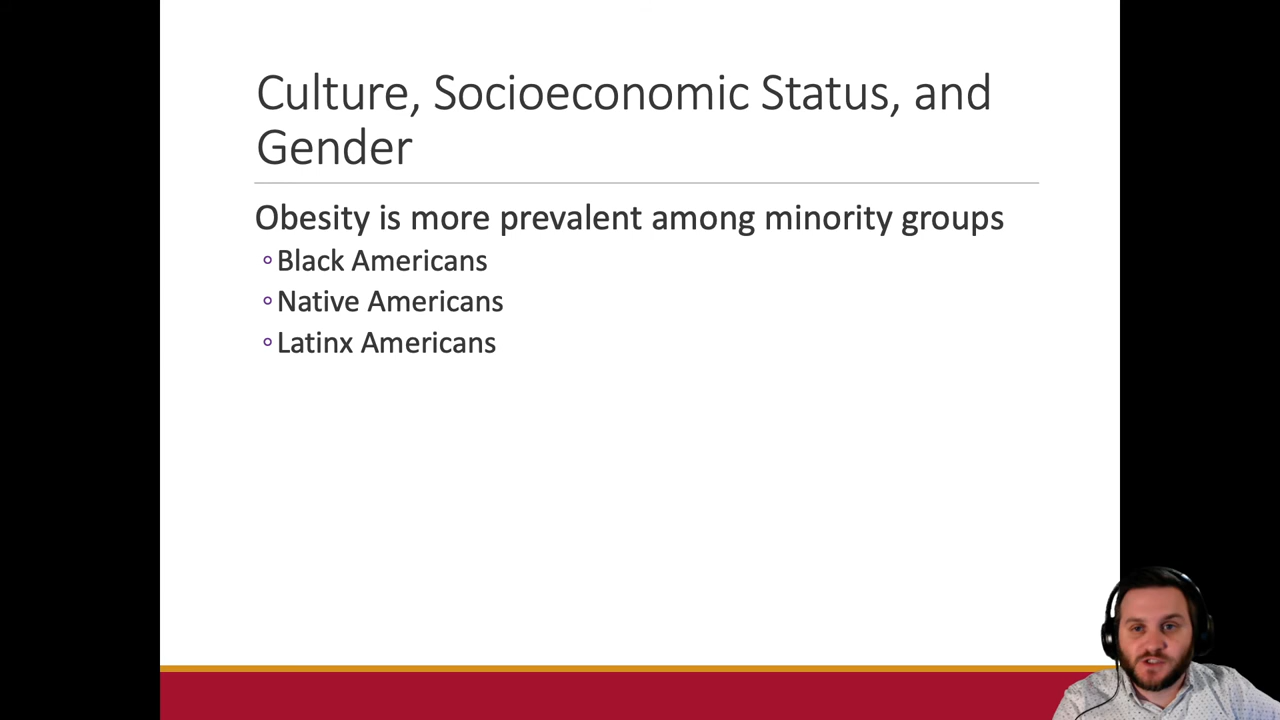 Culture, Socioeconomic Status, and
Gender
Obesity is more prevalent among minority groups
Black Americans
Native Americans
Latinx Americans